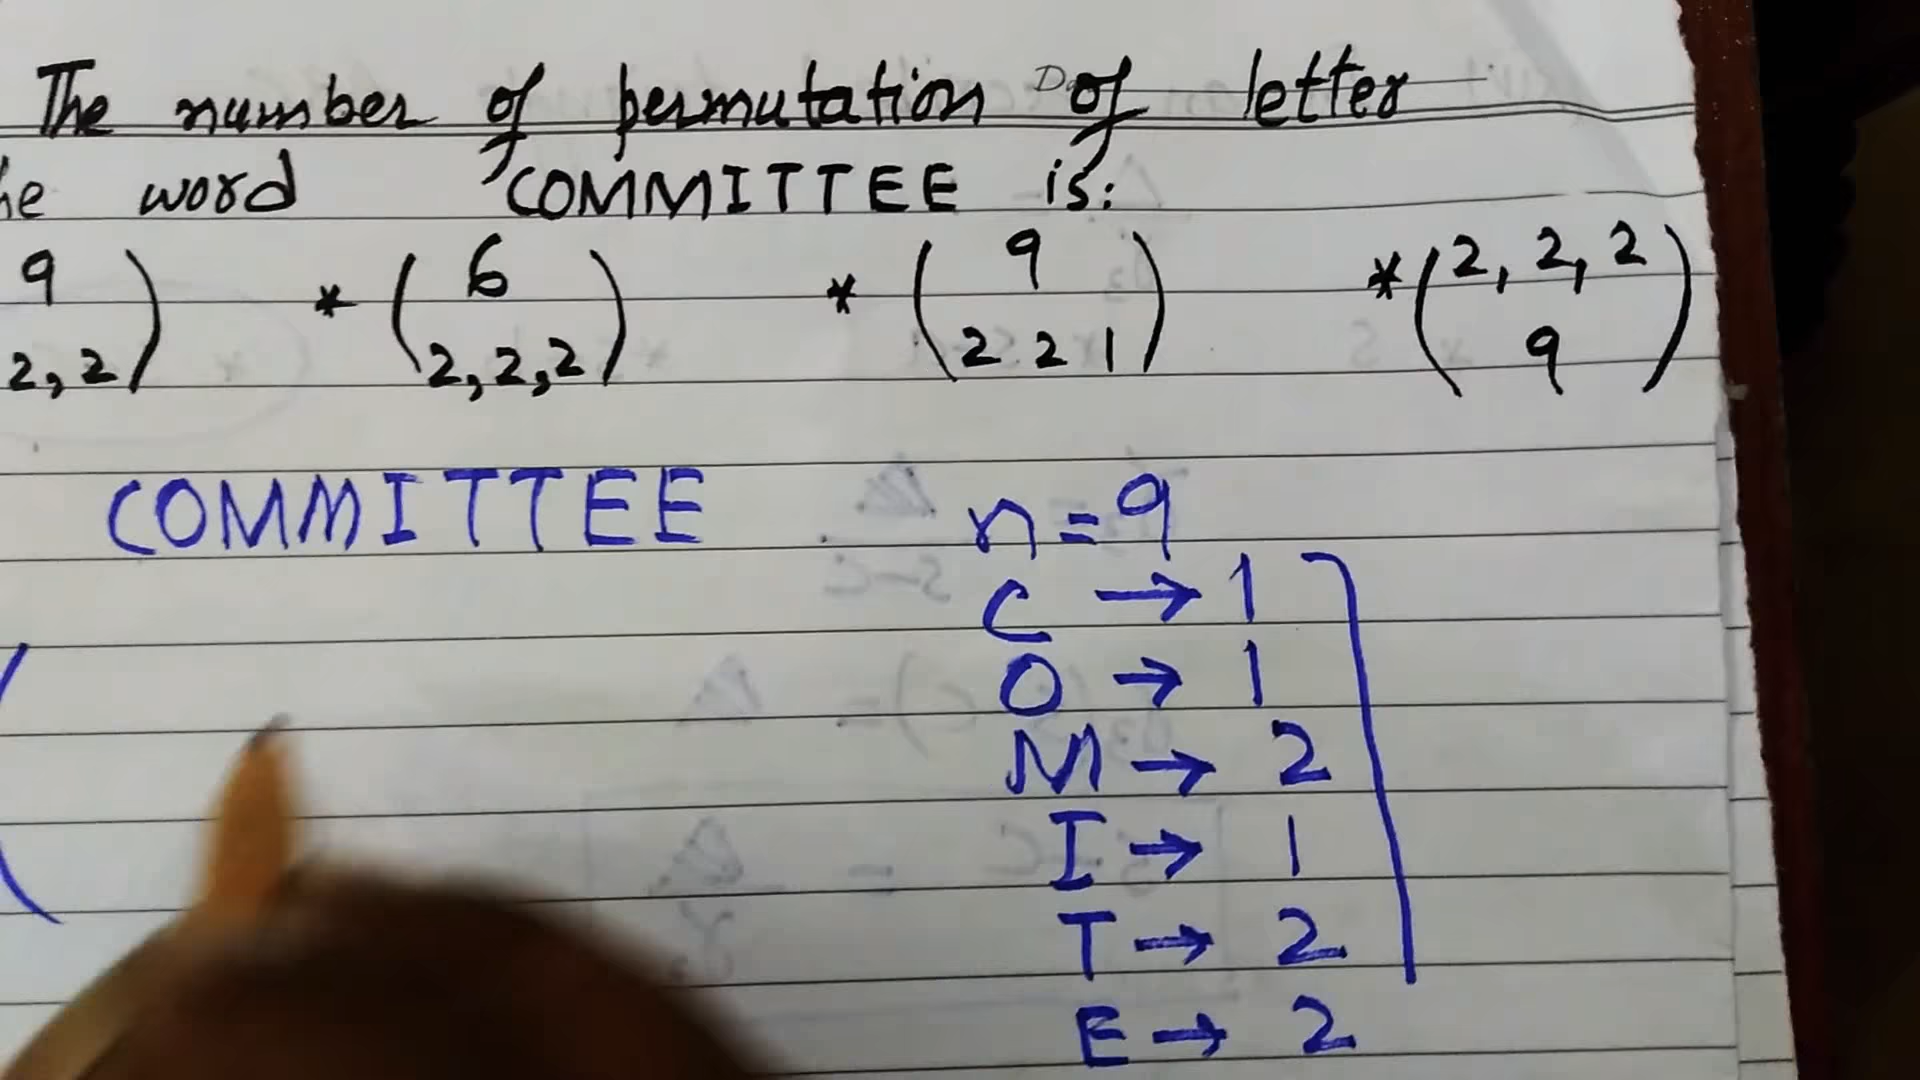 The number of permutation of letter
he word COMMITTEE is:
9 * ( 6 ) * ( 9 ) * ( 2, 2, 2 )
2, 2 ) ( 2, 2, 2 ) ( 2 2 1 ) ( 9 )
COMMITTEE n = 9
C → 1
O → 1
M → 2
I → 1
T → 2
E → 2